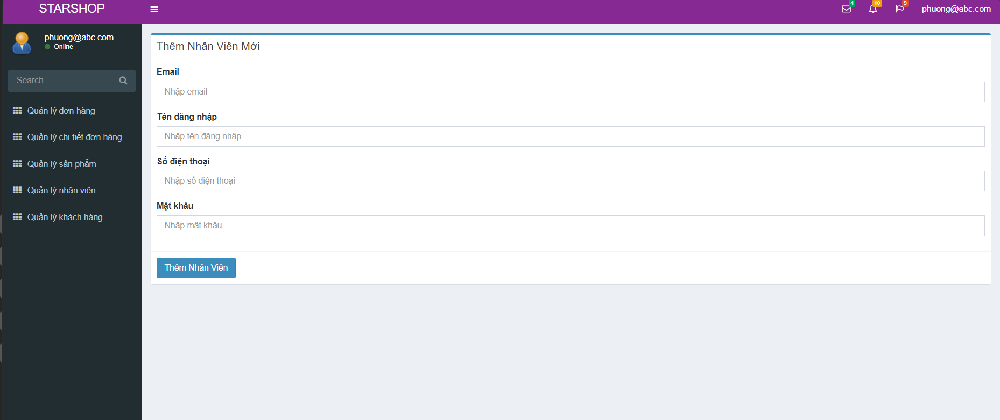 STARSHOP
4
10
9
phuong@abc.com
phuong@abc.com
Online
Search...
Quản lý đơn hàng
Quản lý chi tiết đơn hàng
Quản lý sản phẩm
Quản lý nhân viên
Quản lý khách hàng
Thêm Nhân Viên Mới
Email
Nhập email
Tên đăng nhập
Nhập tên đăng nhập
Số điện thoại
Nhập số điện thoại
Mật khẩu
Nhập mật khẩu
Thêm Nhân Viên